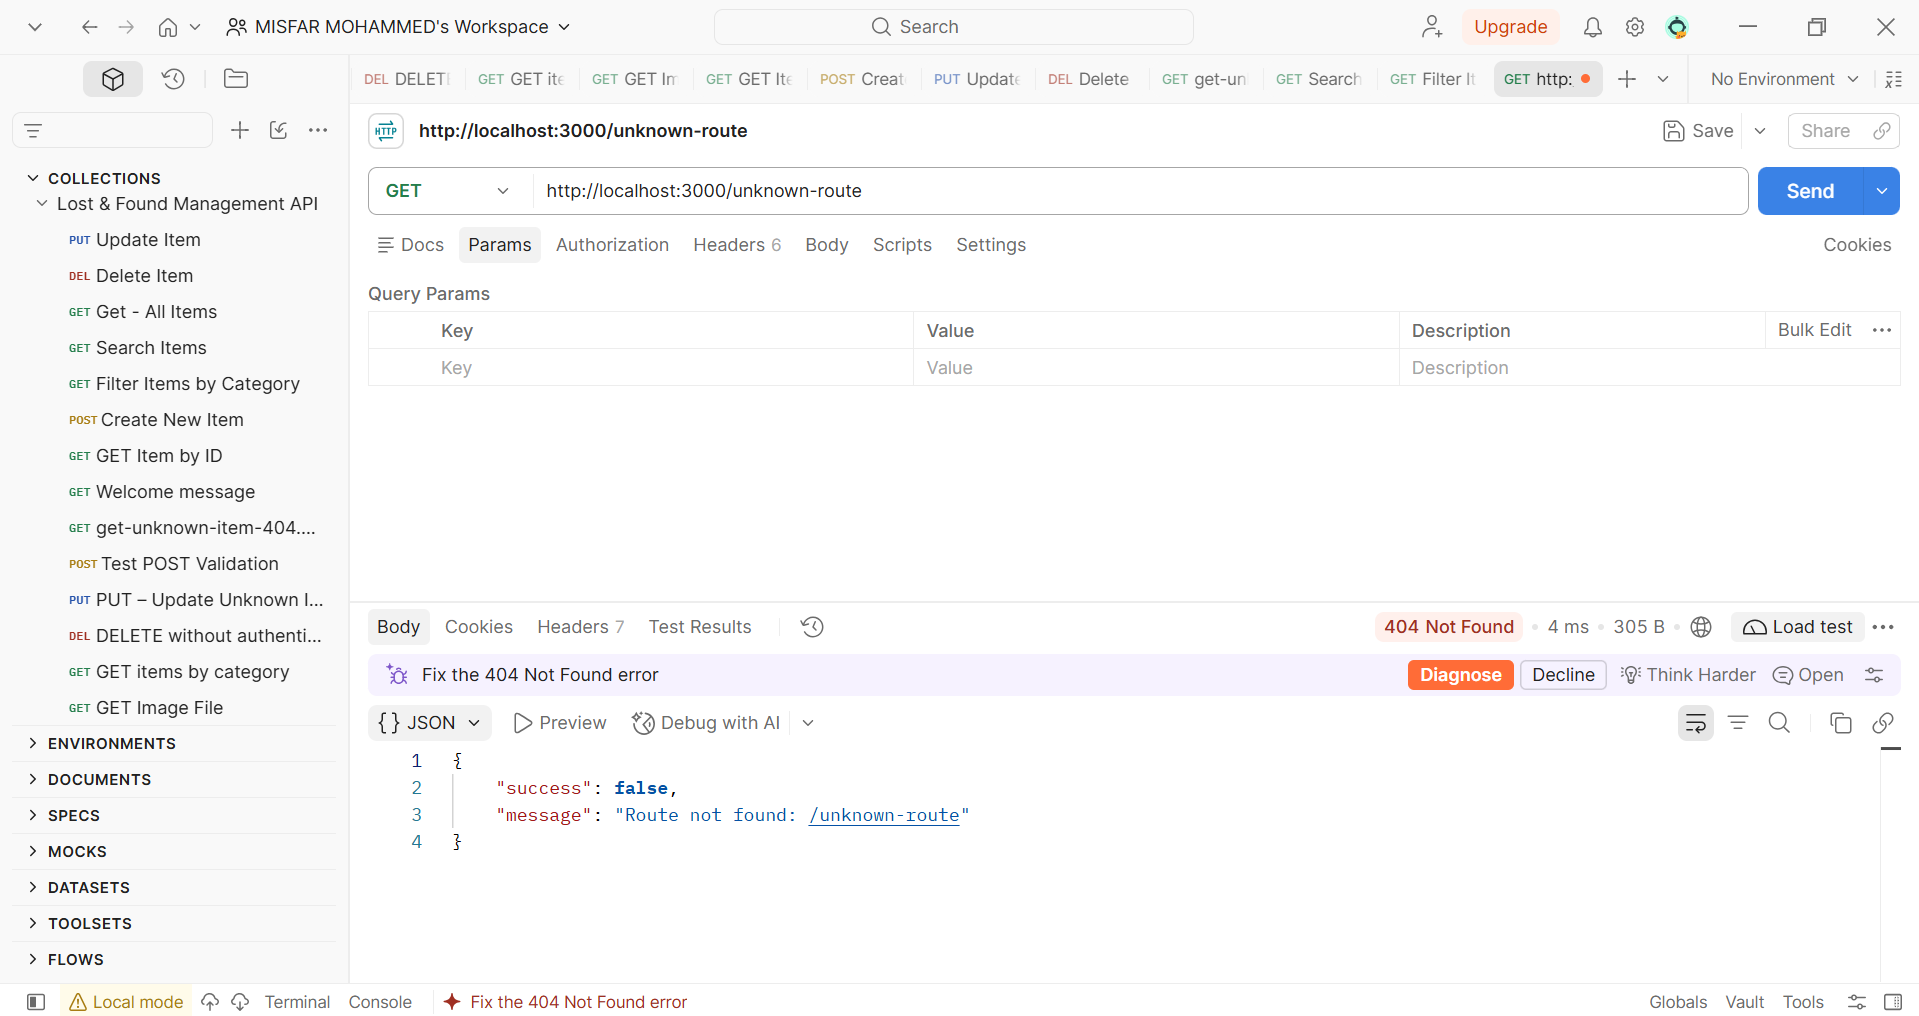 MISFAR MOHAMMED's Workspace
Search
Upgrade
DEL DELET
GET GET ite
GET GET Im
GET GET Ite
POST Creat
PUT Update
DEL Delete
GET get-un
GET Search
GET Filter It
GET http:
No Environment
COLLECTIONS
Lost & Found Management API
PUT Update Item
DEL Delete Item
GET Get - All Items
GET Search Items
GET Filter Items by Category
POST Create New Item
GET GET Item by ID
GET Welcome message
GET get-unknown-item-404....
POST Test POST Validation
PUT PUT – Update Unknown I...
DEL DELETE without authenti...
GET GET items by category
GET GET Image File
ENVIRONMENTS
DOCUMENTS
SPECS
MOCKS
DATASETS
TOOLSETS
FLOWS
HTTP http://localhost:3000/unknown-route
Save
Share
GET http://localhost:3000/unknown-route
Send
Docs Params Authorization Headers 6 Body Scripts Settings Cookies
Query Params
Key Value Description Bulk Edit
Key Value Description
Body Cookies Headers 7 Test Results
404 Not Found • 4 ms • 305 B
Load test
Fix the 404 Not Found error
Diagnose Decline Think Harder Open
{} JSON Preview Debug with AI
1 {
2 "success": false,
3 "message": "Route not found: /unknown-route"
4 }
Local mode Terminal Console Fix the 404 Not Found error
Globals Vault Tools